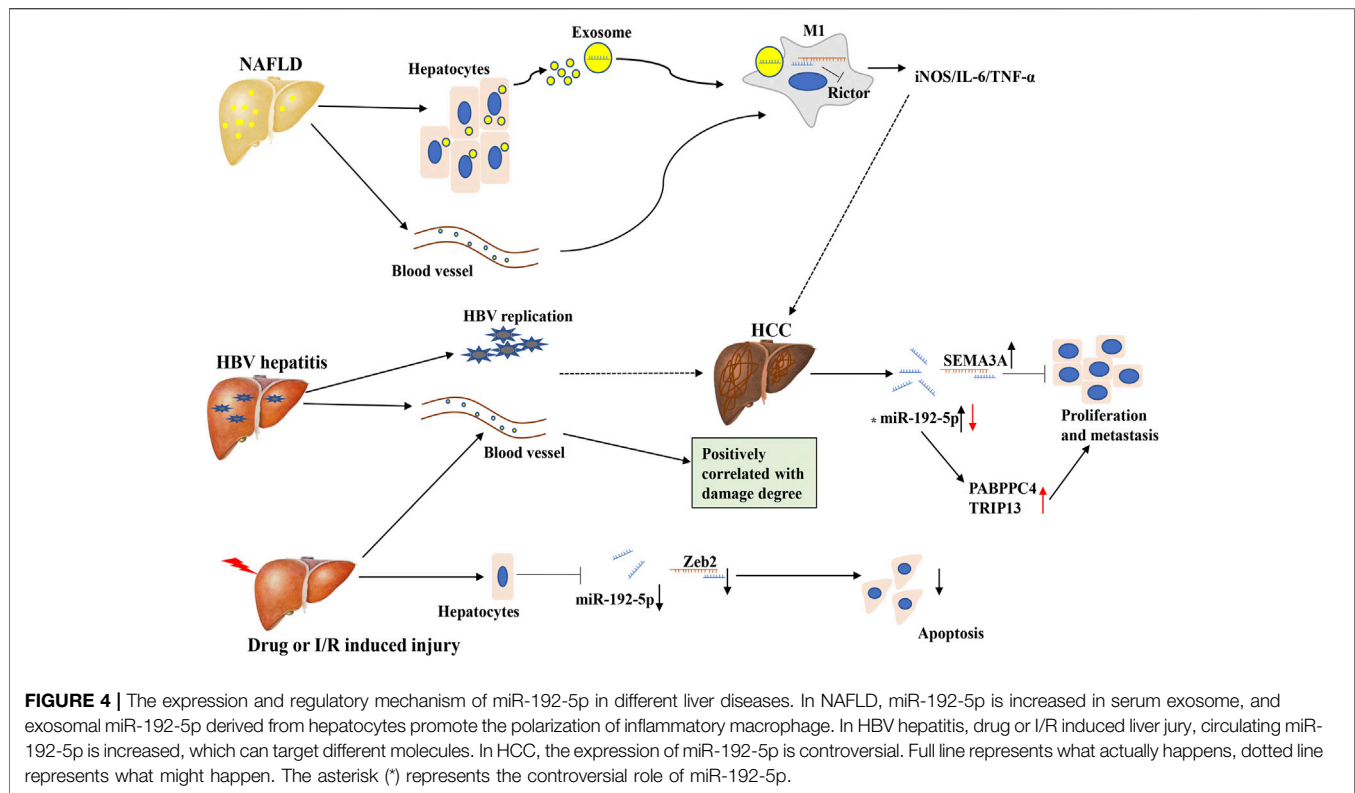 NAFLD
Hepatocytes
Exosome
M1
Rictor
iNOS/IL-6/TNF-α
Blood vessel
HBV hepatitis
HBV replication
Blood vessel
HCC
SEMA3A
* miR-192-5p
Proliferation
and metastasis
PABPPC4
TRIP13
Positively
correlated with
damage degree
Drug or I/R induced injury
Hepatocytes
miR-192-5p
Zeb2
Apoptosis
FIGURE 4 | The expression and regulatory mechanism of miR-192-5p in different liver diseases. In NAFLD, miR-192-5p is increased in serum exosome, and
exosomal miR-192-5p derived from hepatocytes promote the polarization of inflammatory macrophage. In HBV hepatitis, drug or I/R induced liver jury, circulating miR-
192-5p is increased, which can target different molecules. In HCC, the expression of miR-192-5p is controversial. Full line represents what actually happens, dotted line
represents what might happen. The asterisk (*) represents the controversial role of miR-192-5p.